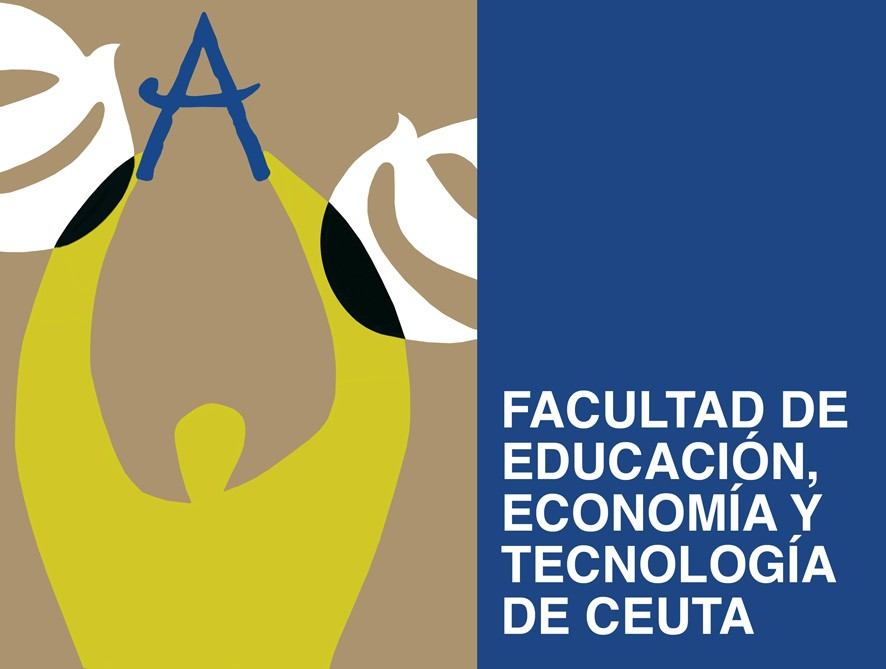 A
FACULTAD DE
EDUCACIÓN,
ECONOMÍA Y
TECNOLOGÍA
DE CEUTA